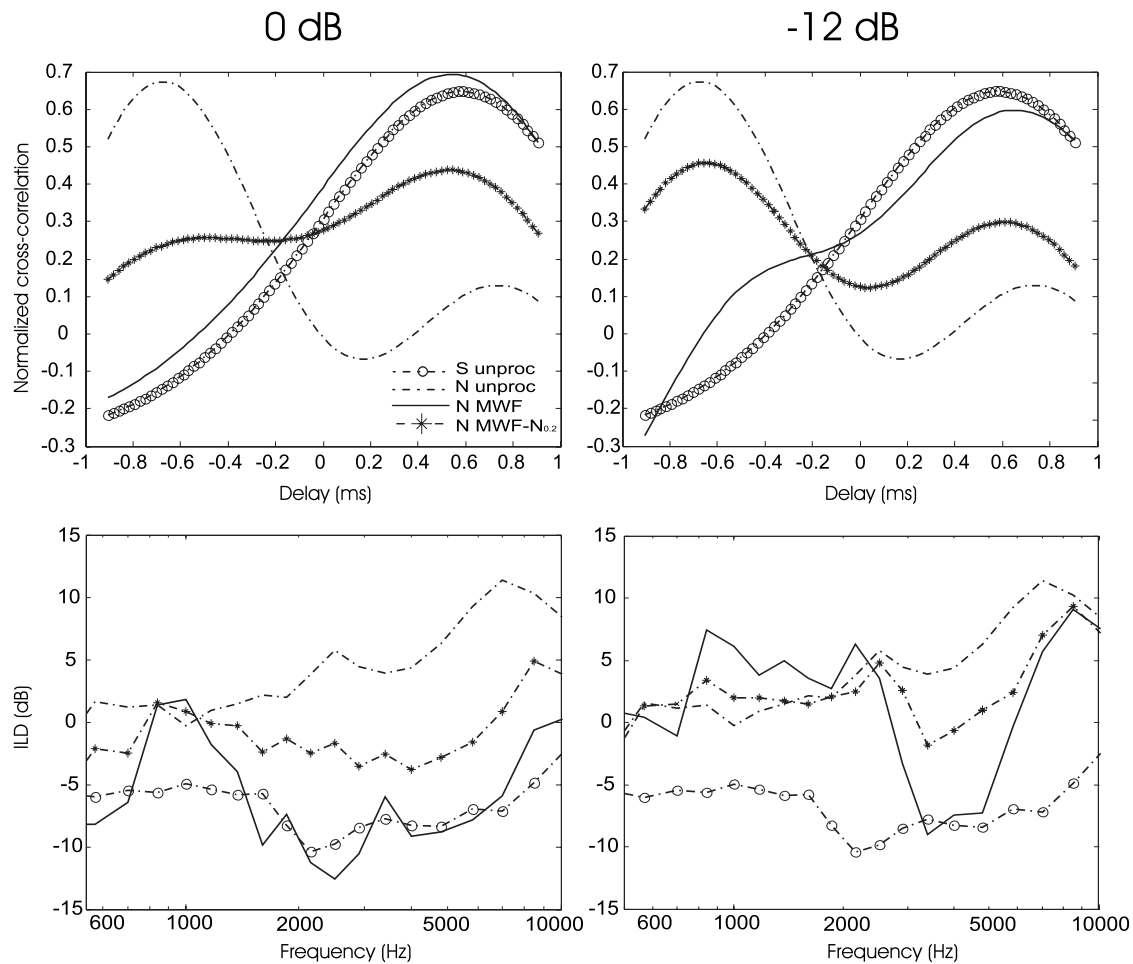 0 dB
-12 dB
Normalized cross-correlation
0.7
0.6
0.5
0.4
0.3
0.2
0.1
0
-0.1
-0.2
-0.3
-1 -0.8 -0.6 -0.4 -0.2 0 0.2 0.4 0.6 0.8 1
Delay (ms)
S unproc
N unproc
N MWF
N MWF-N0.2
0.7
0.6
0.5
0.4
0.3
0.2
0.1
0
-0.1
-0.2
-0.3
-1 -0.8 -0.6 -0.4 -0.2 0 0.2 0.4 0.6 0.8 1
Delay (ms)
ILD (dB)
15
10
5
0
-5
-10
-15
600 1000 2000 5000 10000
Frequency (Hz)
15
10
5
0
-5
-10
-15
600 1000 2000 5000 10000
Frequency (Hz)